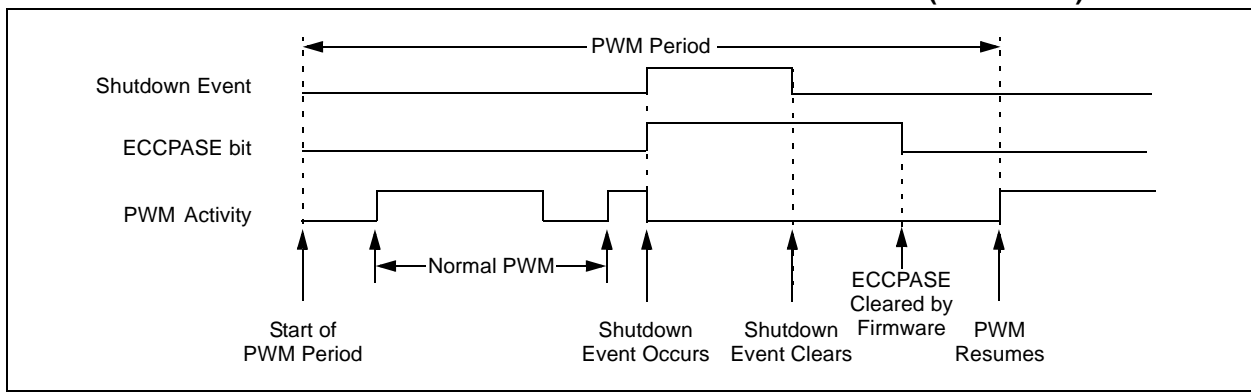 PWM Period
Shutdown Event
ECCPASE bit
PWM Activity
Normal PWM
Start of
PWM Period
Shutdown
Event Occurs
Shutdown
Event Clears
ECCPASE
Cleared by
Firmware
PWM
Resumes